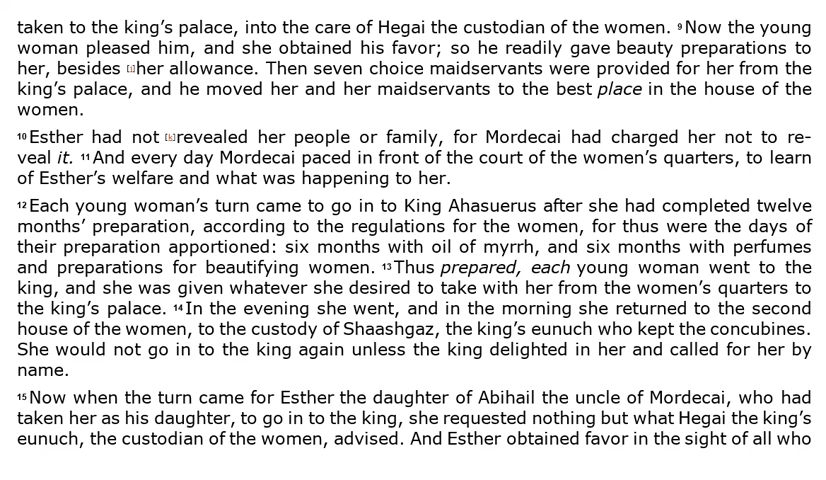 taken to the king’s palace, into the care of Hegai the custodian of the women. 9 Now the young
woman pleased him, and she obtained his favor; so he readily gave beauty preparations to
her, besides [j]her allowance. Then seven choice maidservants were provided for her from the
king’s palace, and he moved her and her maidservants to the best place in the house of the
women.
10 Esther had not [k]revealed her people or family, for Mordecai had charged her not to re-
veal it. 11 And every day Mordecai paced in front of the court of the women’s quarters, to learn
of Esther’s welfare and what was happening to her.
12 Each young woman’s turn came to go in to King Ahasuerus after she had completed twelve
months’ preparation, according to the regulations for the women, for thus were the days of
their preparation apportioned: six months with oil of myrrh, and six months with perfumes
and preparations for beautifying women. 13 Thus prepared, each young woman went to the
king, and she was given whatever she desired to take with her from the women’s quarters to
the king’s palace. 14 In the evening she went, and in the morning she returned to the second
house of the women, to the custody of Shaashgaz, the king’s eunuch who kept the concubines.
She would not go in to the king again unless the king delighted in her and called for her by
name.
15 Now when the turn came for Esther the daughter of Abihail the uncle of Mordecai, who had
taken her as his daughter, to go in to the king, she requested nothing but what Hegai the king’s
eunuch, the custodian of the women, advised. And Esther obtained favor in the sight of all who